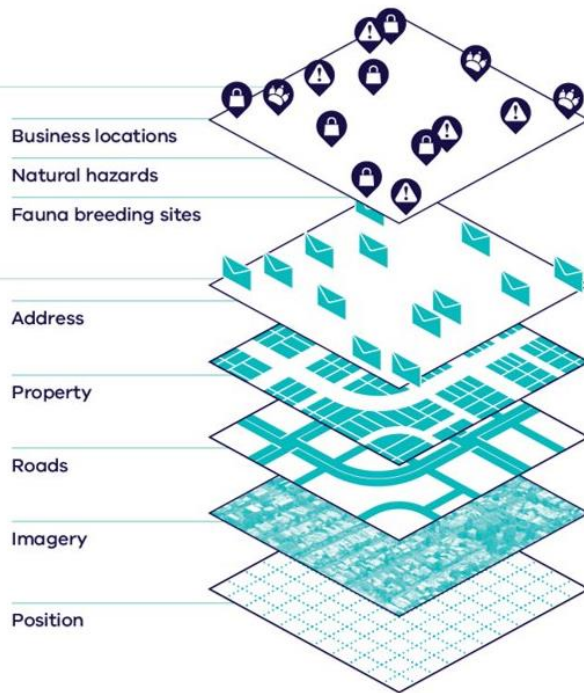 Business locations
Natural hazards
Fauna breeding sites
Address
Property
Roads
Imagery
Position